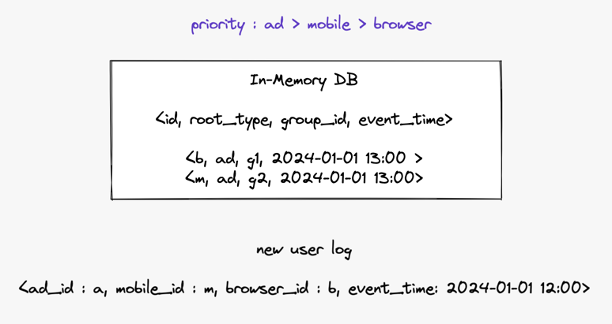 priority : ad > mobile > browser
In-Memory DB
<id, root_type, group_id, event_time>
<b, ad, g1, 2024-01-01 13:00 >
<m, ad, g2, 2024-01-01 13:00>
new user log
<ad_id : a, mobile_id : m, browser_id : b, event_time: 2024-01-01 12:00>